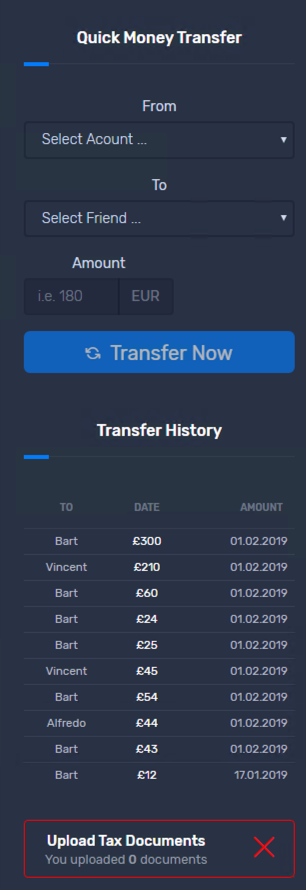 Quick Money Transfer
From
Select Acount ...
To
Select Friend ...
Amount
i.e. 180 EUR
Transfer Now
Transfer History
TO DATE AMOUNT
Bart £300 01.02.2019
Vincent £210 01.02.2019
Bart £60 01.02.2019
Bart £24 01.02.2019
Bart £25 01.02.2019
Vincent £45 01.02.2019
Bart £54 01.02.2019
Alfredo £44 01.02.2019
Bart £43 01.02.2019
Bart £12 17.01.2019
Upload Tax Documents
You uploaded 0 documents